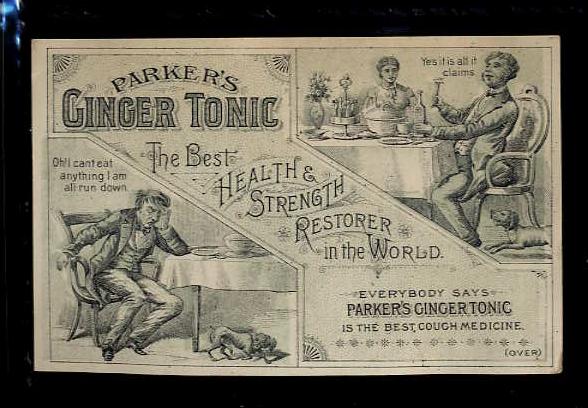 PARKER'S
GINGER TONIC
The Best
HEALTH &
STRENGTH
RESTORER
in the WORLD.
Yes it is all it
claims
Oh! I cant eat
anything I am
all run down
EVERYBODY SAYS
PARKER'S GINGER TONIC
IS THE BEST COUGH MEDICINE.
(OVER)